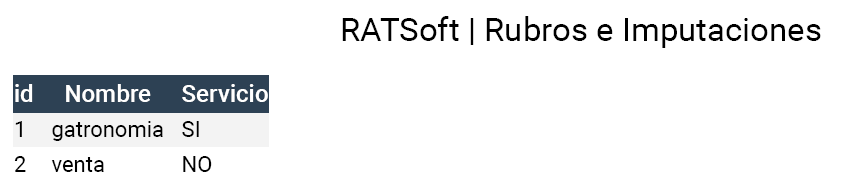 RATSoft | Rubros e Imputaciones
id Nombre Servicio
1 gatronomia SI
2 venta NO